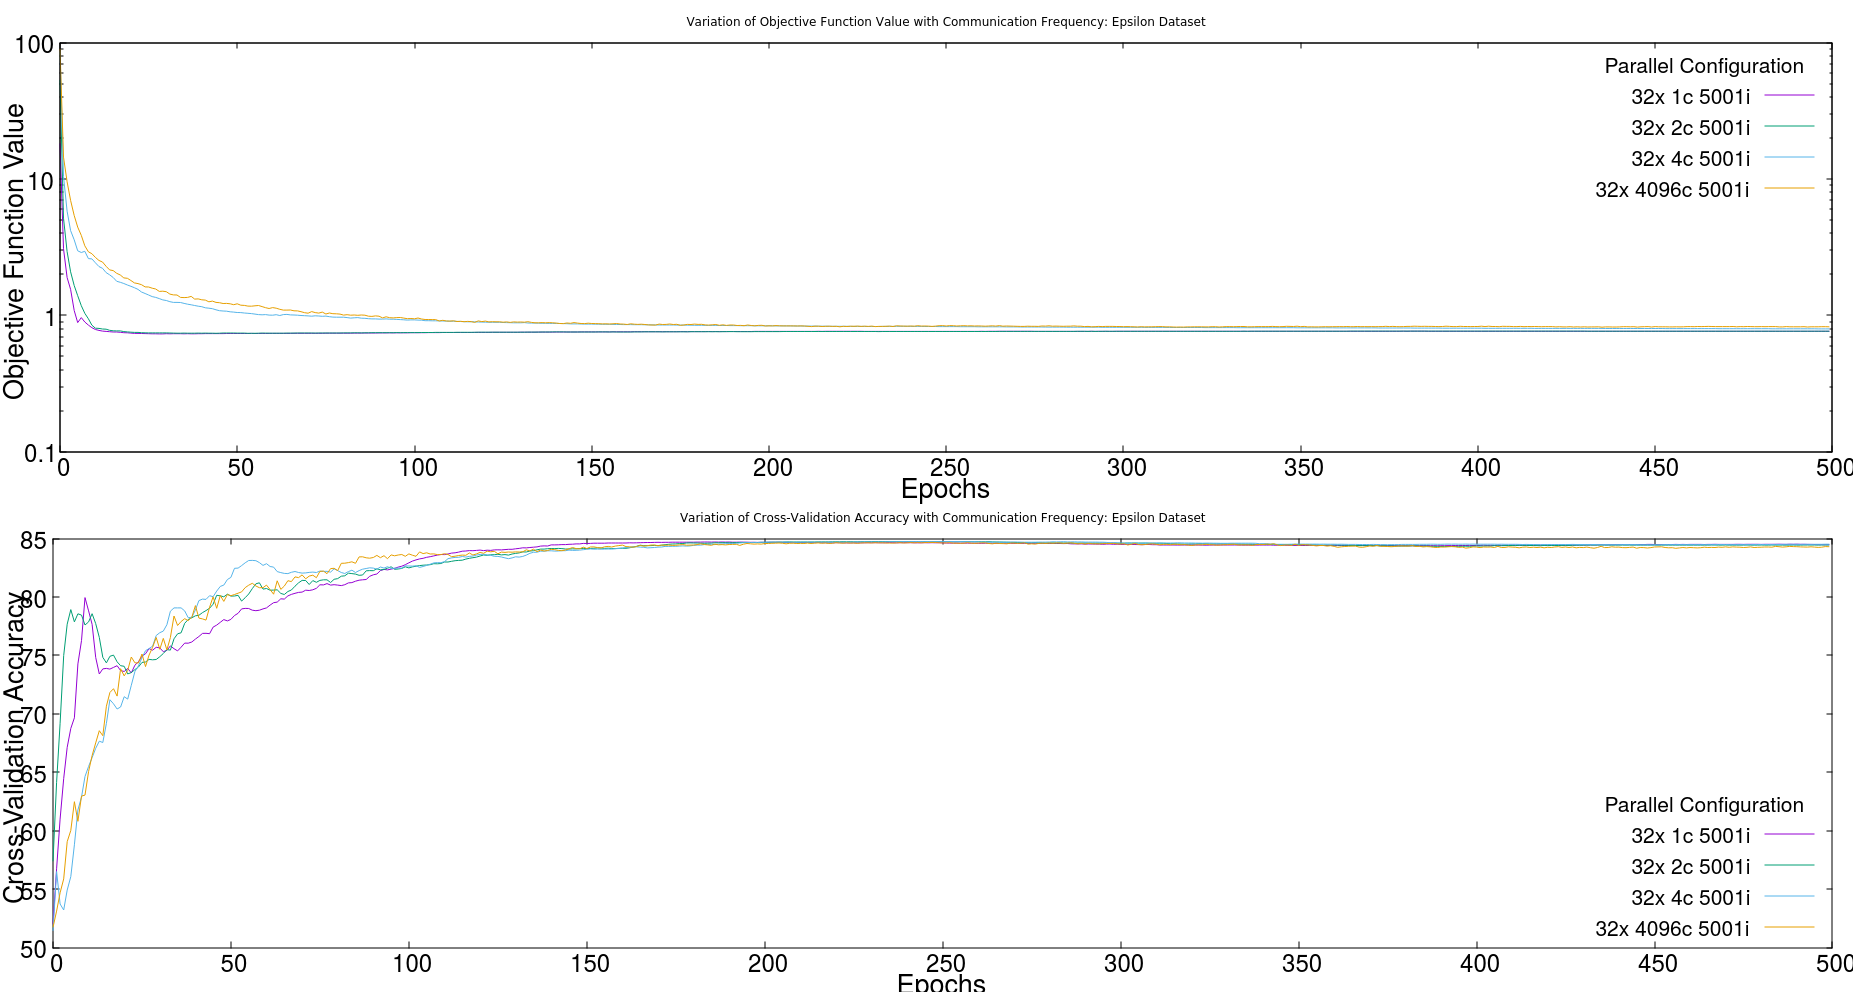 Variation of Objective Function Value with Communication Frequency: Epsilon Dataset
100
10
1
0.1
Objective Function Value
Parallel Configuration
32x 1c 5001i
32x 2c 5001i
32x 4c 5001i
32x 4096c 5001i
0 50 100 150 200 250 300 350 400 450 500
Epochs
Variation of Cross-Validation Accuracy with Communication Frequency: Epsilon Dataset
85
80
75
70
65
60
55
50
Cross-Validation Accuracy
Parallel Configuration
32x 1c 5001i
32x 2c 5001i
32x 4c 5001i
32x 4096c 5001i
0 50 100 150 200 250 300 350 400 450 500
Epochs